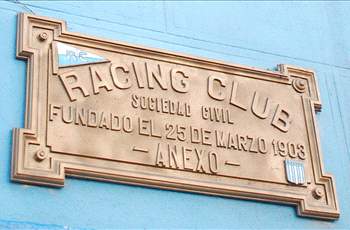 RACING CLUB
SOCIEDAD CIVIL
FUNDADO EL 25 DE MARZO 1903
- ANEXO -